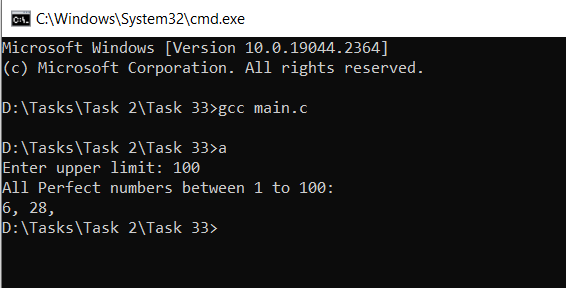 C:\Windows\System32\cmd.exe
Microsoft Windows [Version 10.0.19044.2364]
(c) Microsoft Corporation. All rights reserved.
D:\Tasks\Task 2\Task 33>gcc main.c
D:\Tasks\Task 2\Task 33>a
Enter upper limit: 100
All Perfect numbers between 1 to 100:
6, 28,
D:\Tasks\Task 2\Task 33>